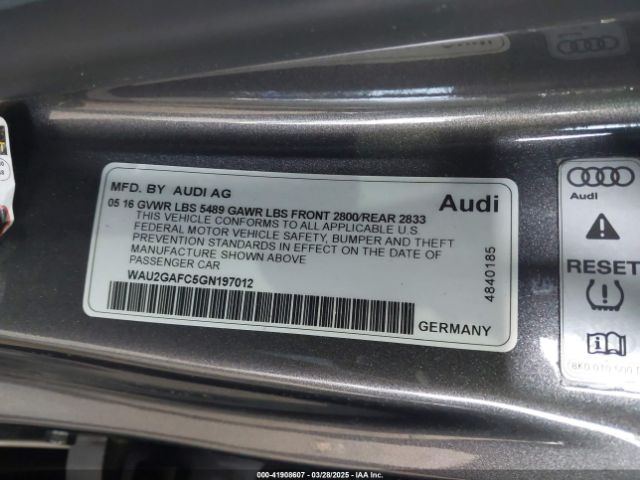 MFD. BY AUDI AG
Audi
05 16 GVWR LBS 5489 GAWR LBS FRONT 2800/REAR 2833
THIS VEHICLE CONFORMS TO ALL APPLICABLE U.S.
FEDERAL MOTOR VEHICLE SAFETY, BUMPER AND THEFT
PREVENTION STANDARDS IN EFFECT ON THE DATE OF
MANUFACTURE SHOWN ABOVE
PASSENGER CAR
WAU2GAFC5GN197012
4840185
GERMANY
Audi
RESET
000-41908607 - 03/28/2025 - IAAI.COM